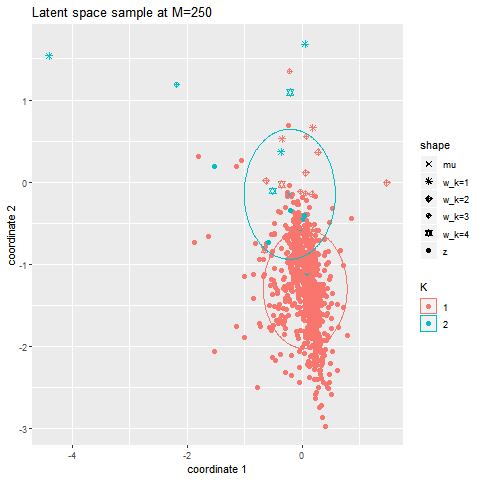 Latent space sample at M=250
coordinate 2
1
0
-1
-2
-3
-4
-2
0
coordinate 1
shape
mu
w_k=1
w_k=2
w_k=3
w_k=4
z
K
1
2